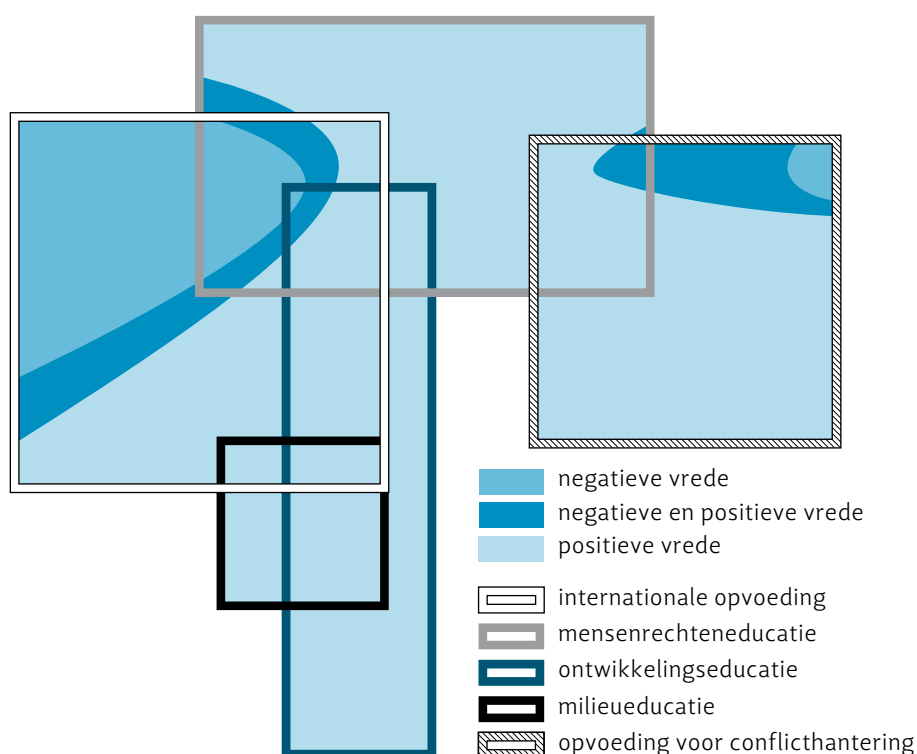 negatieve vrede
negatieve en positieve vrede
positieve vrede
internationale opvoeding
mensenrechteneducatie
ontwikkelingseducatie
milieueducatie
opvoeding voor conflicthantering